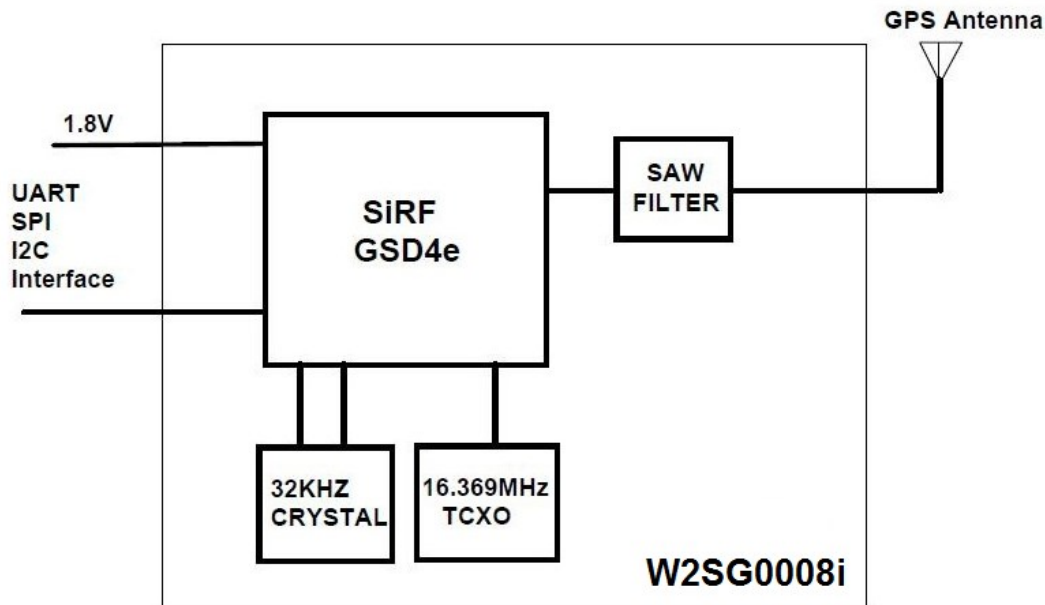 GPS Antenna
1.8V
UART
SPI
I2C
Interface
SiRF
GSD4e
SAW
FILTER
32KHZ
CRYSTAL
16.369MHz
TCXO
W2SG0008i